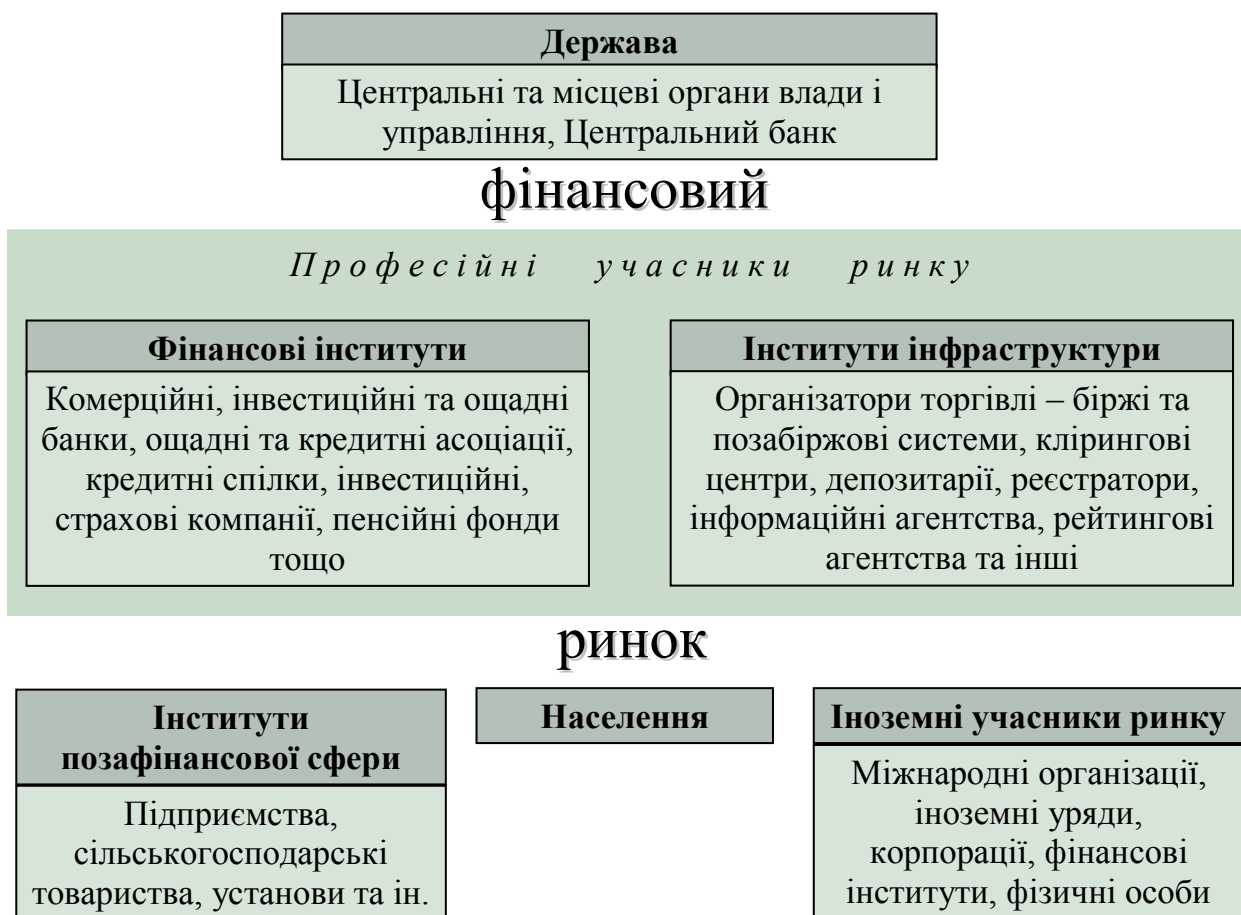 Держава
Центральні та місцеві органи влади і
управління, Центральний банк
фінансовий
Професійні учасники ринку
Фінансові інститути
Комерційні, інвестиційні та ощадні
банки, ощадні та кредитні асоціації,
кредитні спілки, інвестиційні,
страхові компанії, пенсійні фонди
тощо
Інститути інфраструктури
Організатори торгівлі – біржі та
позабіржові системи, клірингові
центри, депозитарії, реєстратори,
інформаційні агентства, рейтингові
агентства та інші
ринок
Інститути
позафінансової сфери
Підприємства,
сільськогосподарські
товариства, установи та ін.
Населення
Іноземні учасники ринку
Міжнародні організації,
іноземні уряди,
корпорації, фінансові
інститути, фізичні особи